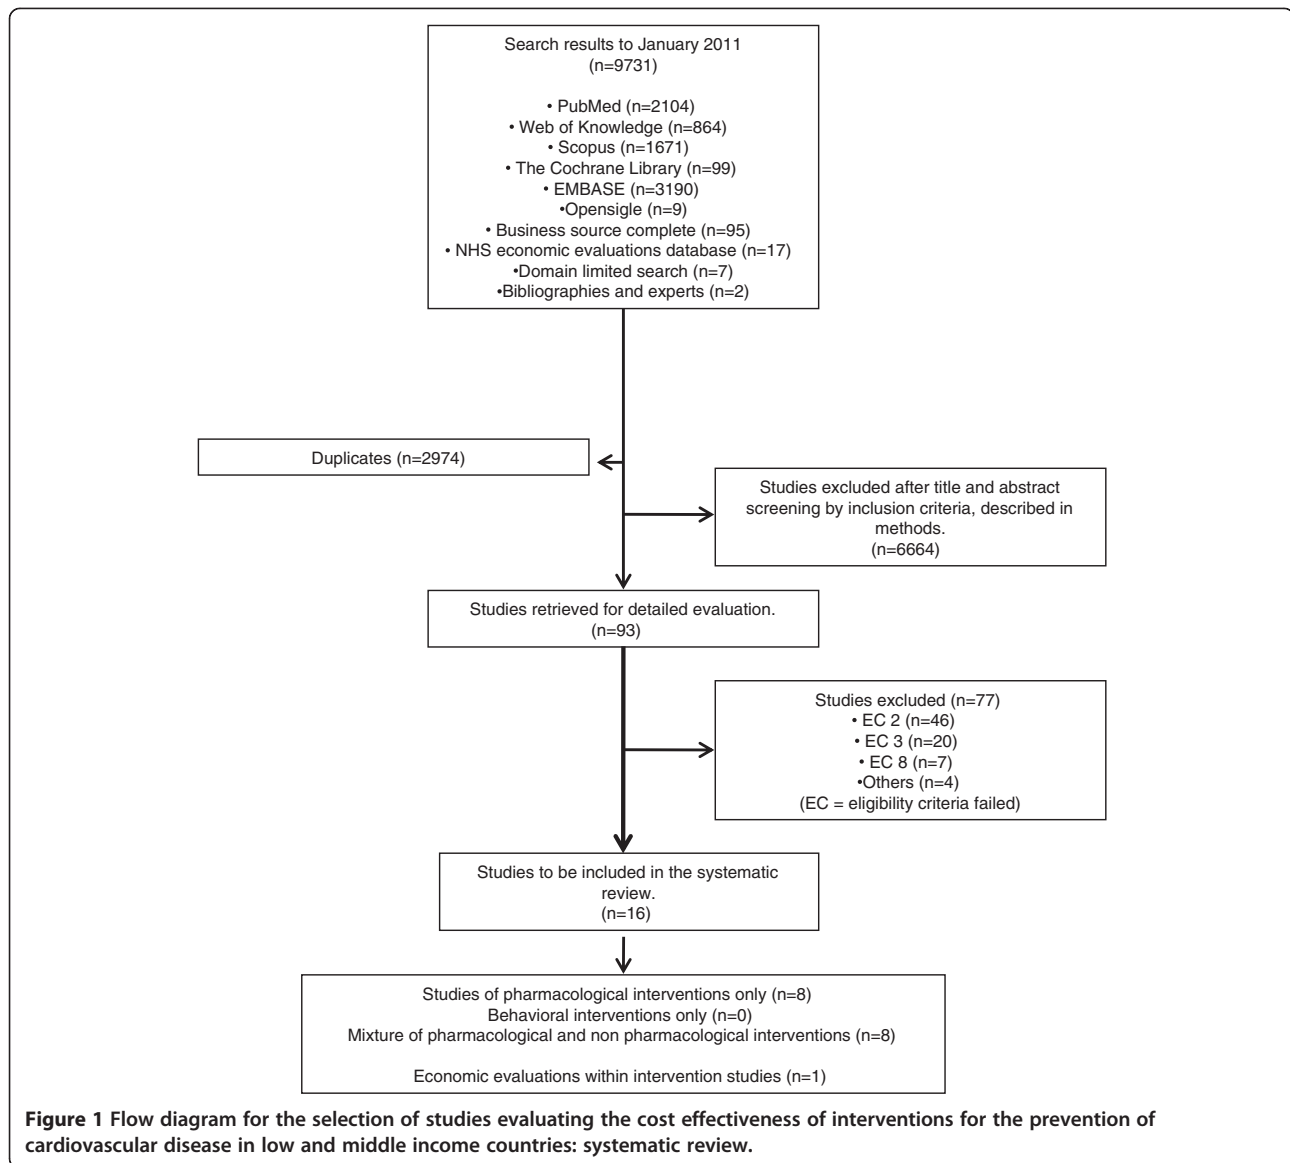 Search results to January 2011
(n=9731)
• PubMed (n=2104)
• Web of Knowledge (n=864)
• Scopus (n=1671)
• The Cochrane Library (n=99)
• EMBASE (n=3190)
•Opensigle (n=9)
• Business source complete (n=95)
• NHS economic evaluations database (n=17)
•Domain limited search (n=7)
•Bibliographies and experts (n=2)
Duplicates (n=2974)
Studies excluded after title and abstract
screening by inclusion criteria, described in
methods.
(n=6664)
Studies retrieved for detailed evaluation.
(n=93)
Studies excluded (n=77)
• EC 2 (n=46)
• EC 3 (n=20)
• EC 8 (n=7)
•Others (n=4)
(EC = eligibility criteria failed)
Studies to be included in the systematic
review.
(n=16)
Studies of pharmacological interventions only (n=8)
Behavioral interventions only (n=0)
Mixture of pharmacological and non pharmacological interventions (n=8)
Economic evaluations within intervention studies (n=1)
Figure 1 Flow diagram for the selection of studies evaluating the cost effectiveness of interventions for the prevention of
cardiovascular disease in low and middle income countries: systematic review.